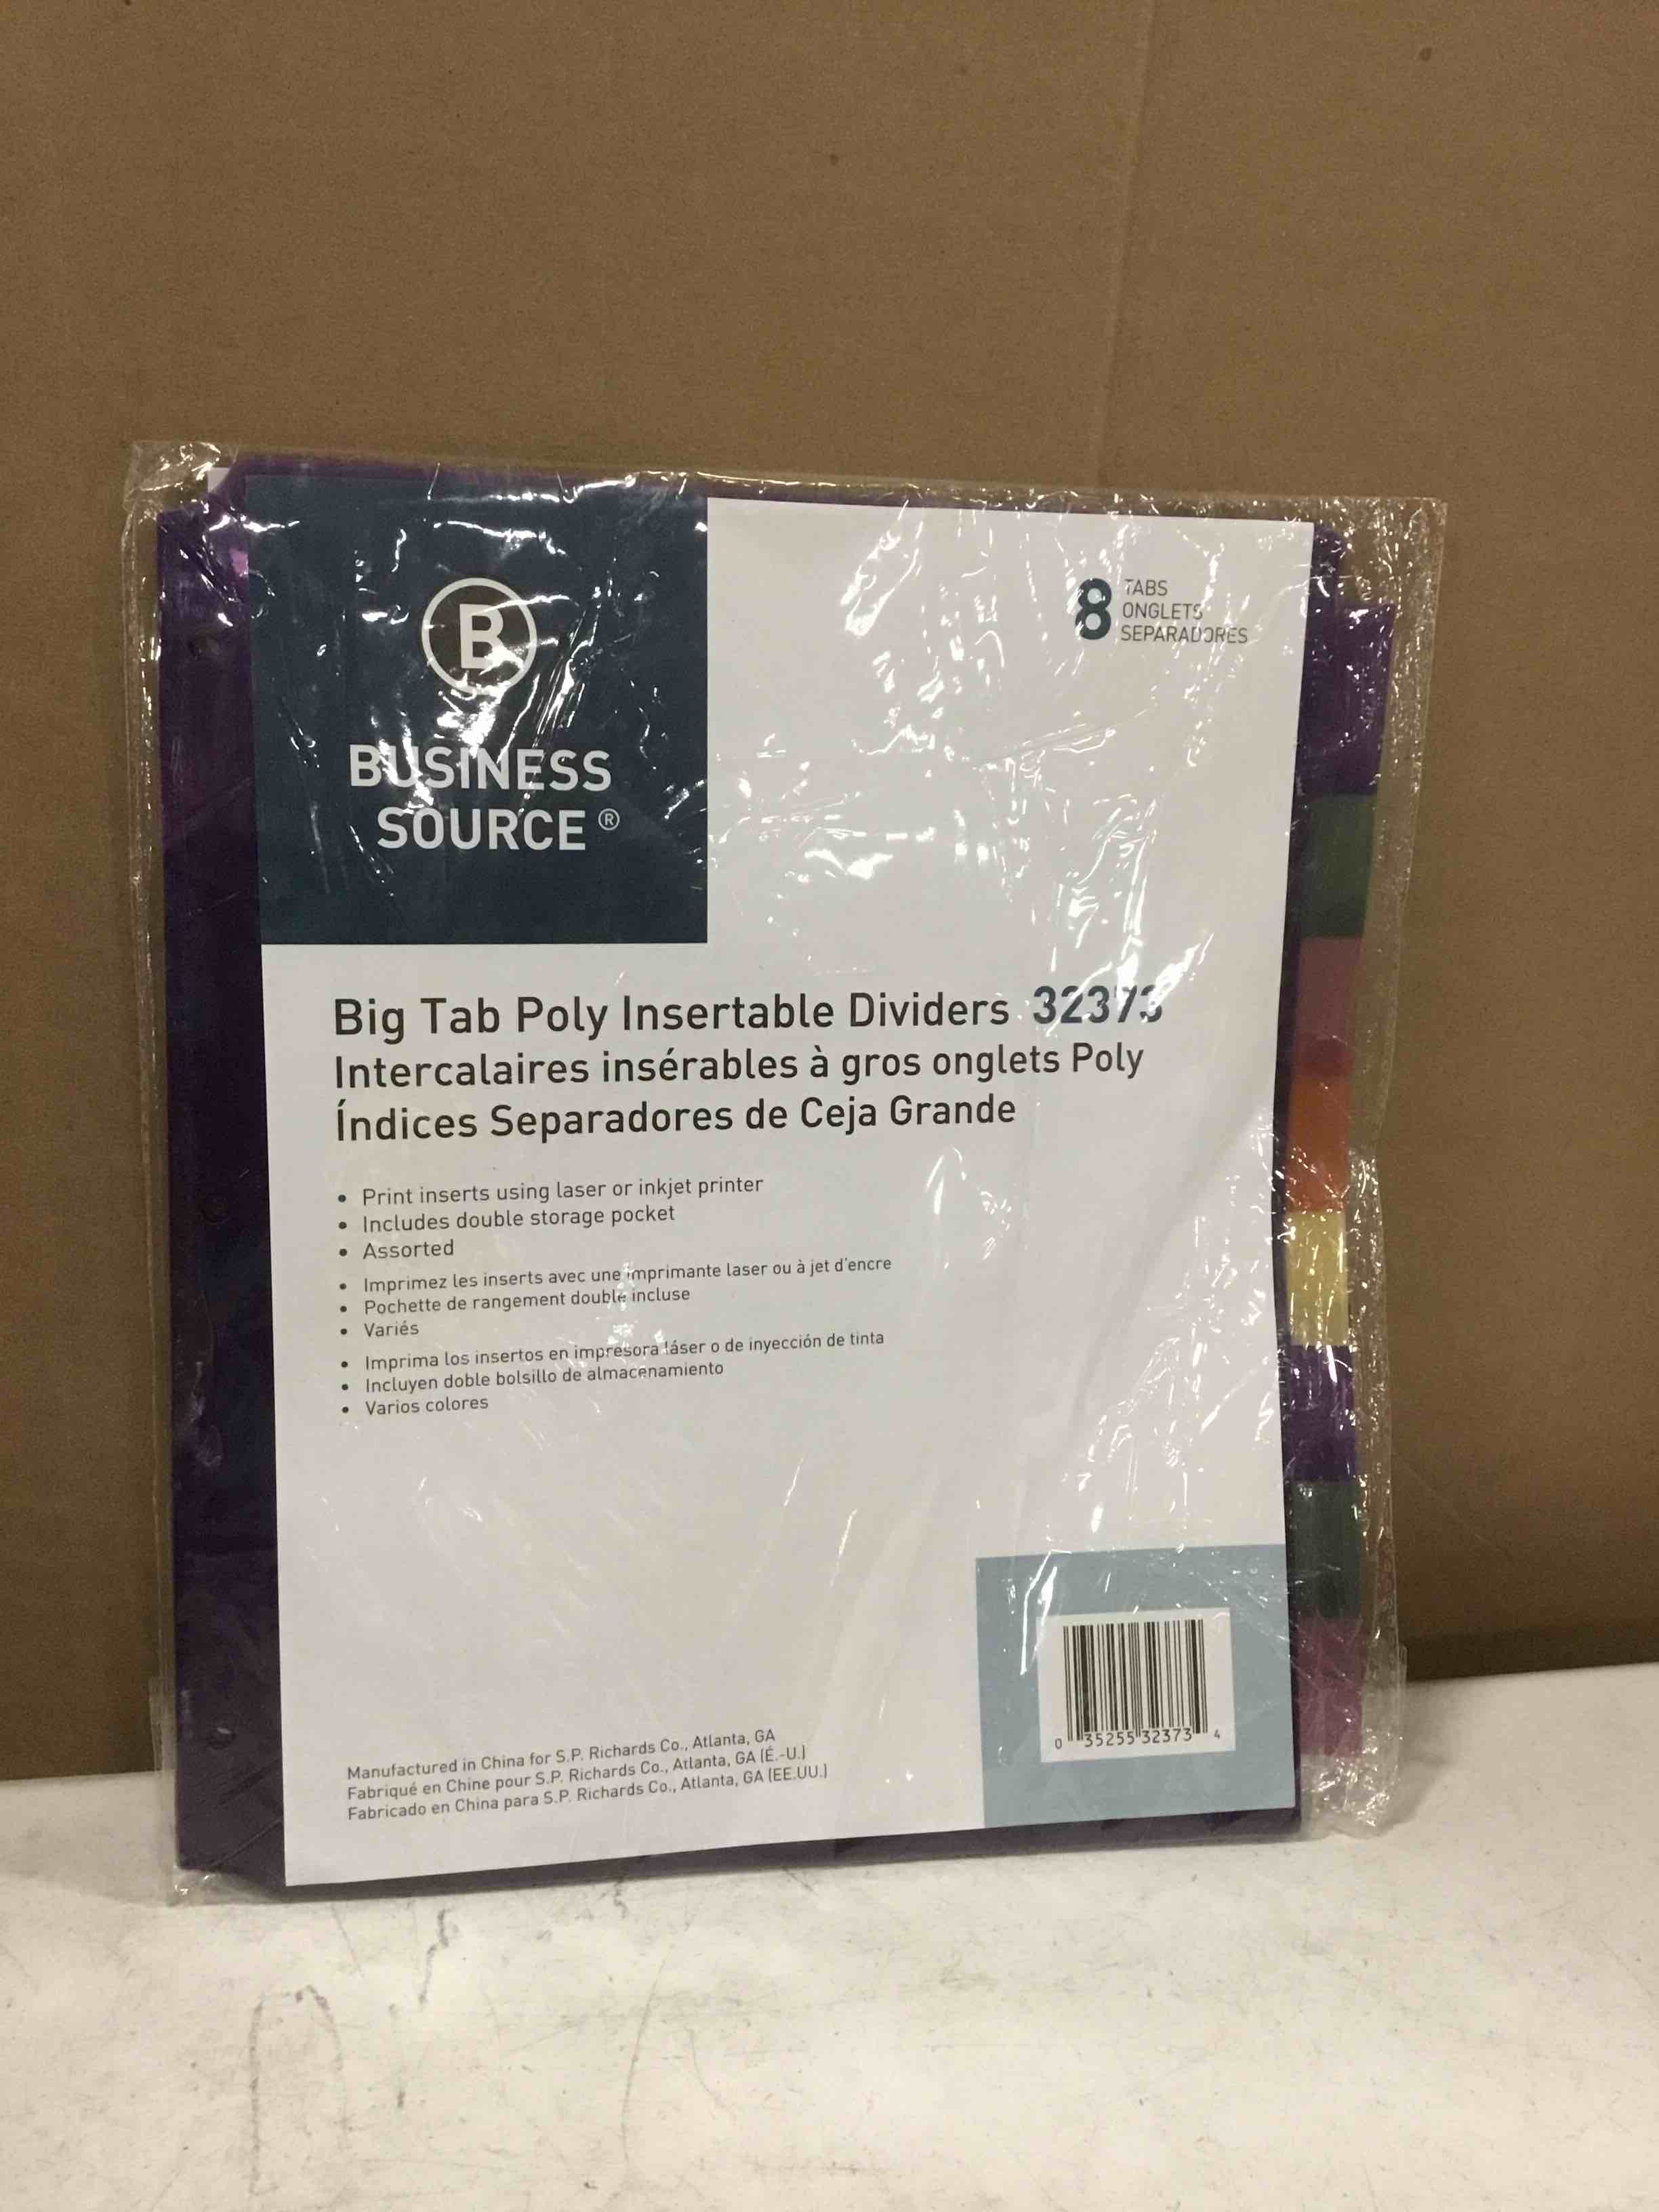 B
BUSINESS
SOURCE®
8
TABS
ONGLETS
SEPARADORES
Big Tab Poly Insertable Dividers 32373
Intercalaires insérables à gros onglets Poly
Índices Separadores de Ceja Grande
• Print inserts using laser or inkjet printer
• Includes double storage pocket
• Assorted
• Imprimez les inserts avec une imprimante laser ou à jet d'encre
• Pochette de rangement double incluse
• Variés
• Imprima los insertos en impresora láser o de inyección de tinta
• Incluyen doble bolsillo de almacenamiento
• Varios colores
Manufactured in China for S.P. Richards Co., Atlanta, GA
Fabriqué en Chine pour S.P. Richards Co., Atlanta, GA (É.-U.)
Fabricado en China para S.P. Richards Co., Atlanta, GA (EE.UU.)
0 35255 32373 4